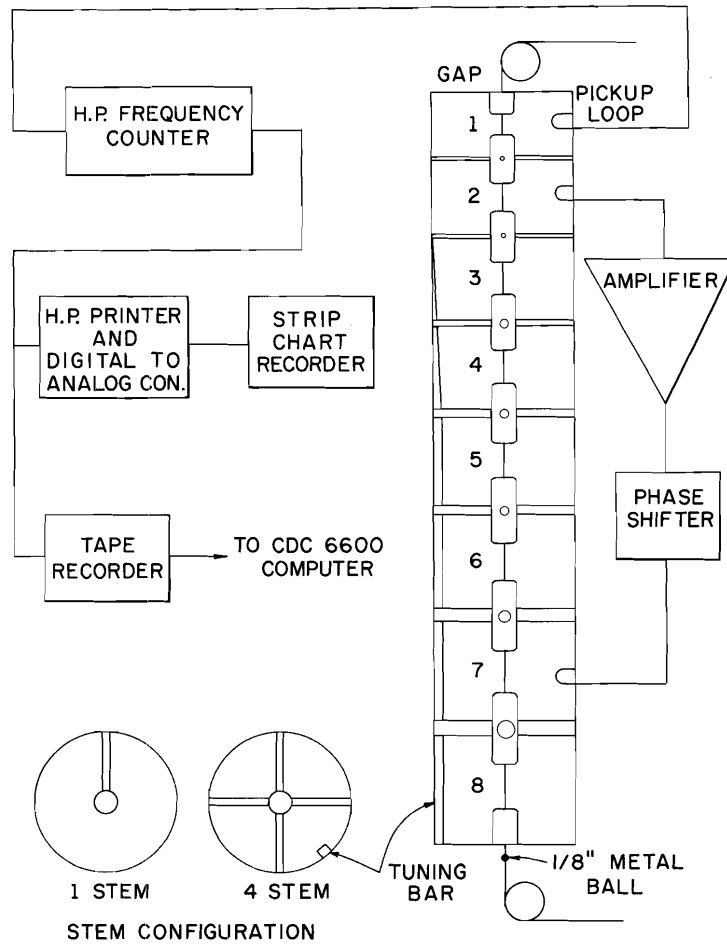 GAP
PICKUP
LOOP
H.P. FREQUENCY
COUNTER
1
2
3
4
5
6
7
8
AMPLIFIER
H.P. PRINTER
AND
DIGITAL TO
ANALOG CON.
STRIP
CHART
RECORDER
PHASE
SHIFTER
TAPE
RECORDER
TO CDC 6600
COMPUTER
TUNING
BAR
1/8" METAL
BALL
1 STEM
4 STEM
STEM CONFIGURATION